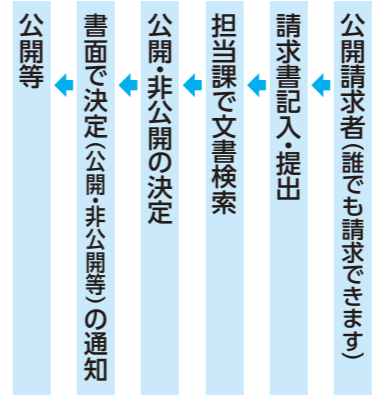 公開請求者(誰でも請求できます)
請求書記入・提出
担当課で文書検索
公開・非公開の決定
書面で決定(公開・非公開等)の通知
公開等